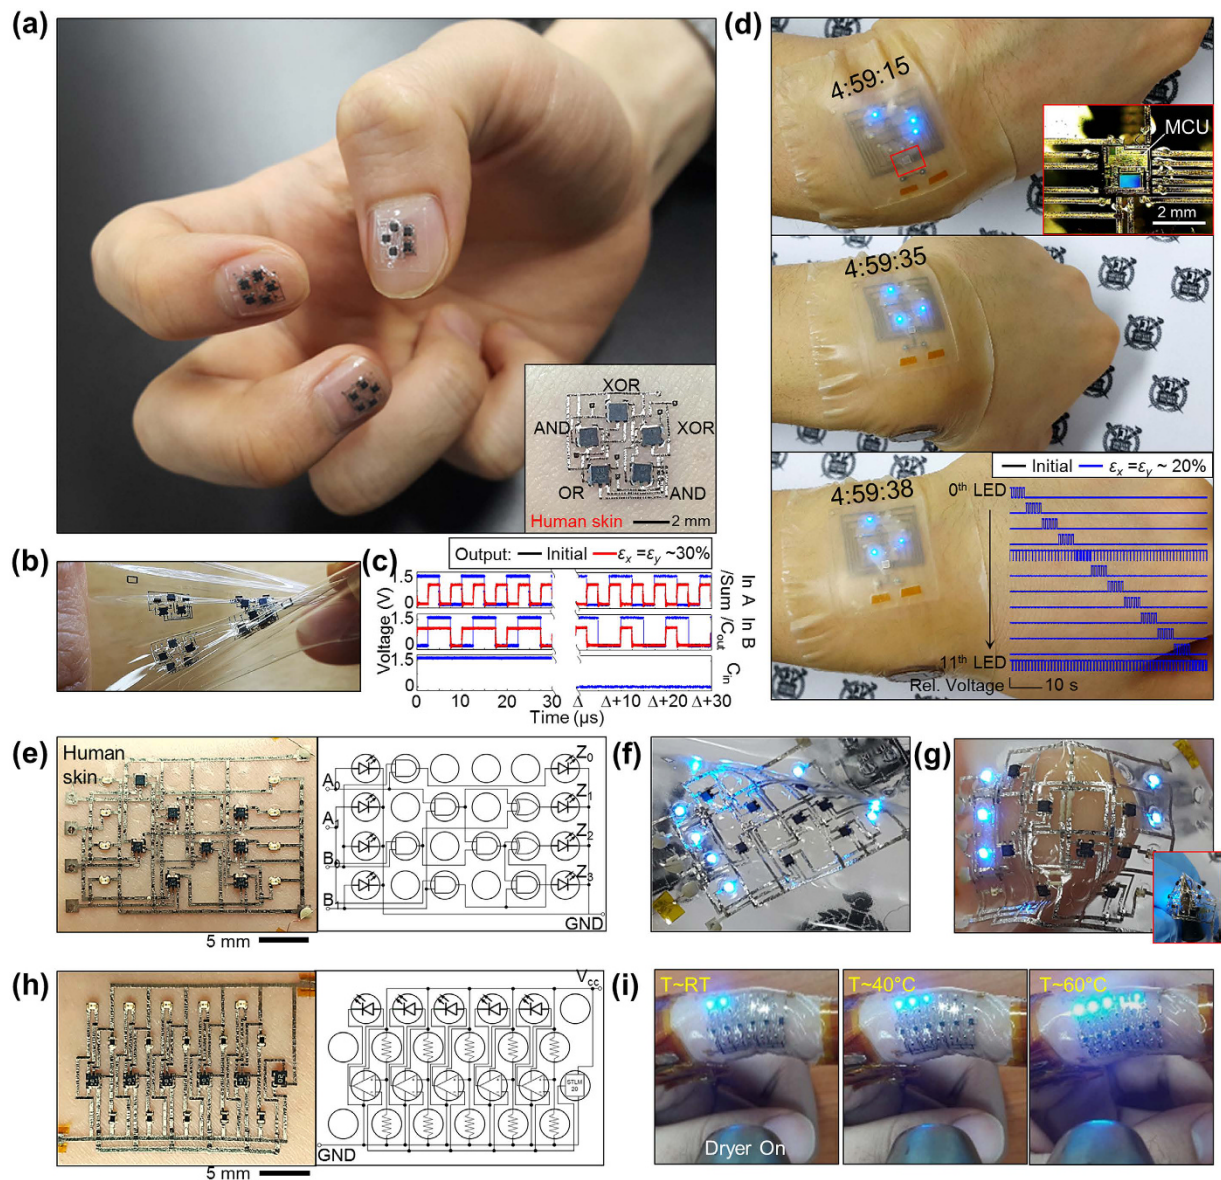 (a)
XOR
AND
XOR
OR
AND
Human skin
2 mm
(b)
(c)
Output: Initial εx = εy ~30%
Voltage (V)
1.5
0
1.5
0
1.5
0
In A /Sum
In B /Cout
Cin
0 10 20 30 Δ Δ+10 Δ+20 Δ+30
Time (µs)
(d)
4:59:15
MCU
2 mm
4:59:35
4:59:38
Initial εx = εy ~ 20%
0th LED
11th LED
Rel. Voltage
10 s
(e)
Human
skin
5 mm
A0
A1
B0
B1
Z0
Z1
Z2
Z3
GND
(f)
(g)
(h)
5 mm
Vcc
STLM
20
GND
(i)
T~RT
Dryer On
T~40°C
T~60°C